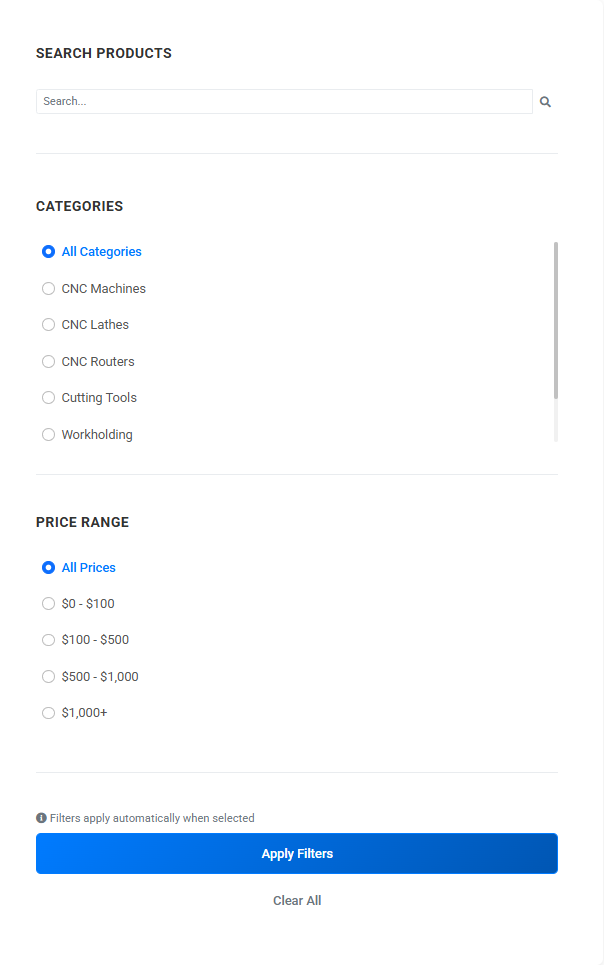 SEARCH PRODUCTS
Search...
CATEGORIES
All Categories
CNC Machines
CNC Lathes
CNC Routers
Cutting Tools
Workholding
PRICE RANGE
All Prices
$0 - $100
$100 - $500
$500 - $1,000
$1,000+
Filters apply automatically when selected
Apply Filters
Clear All